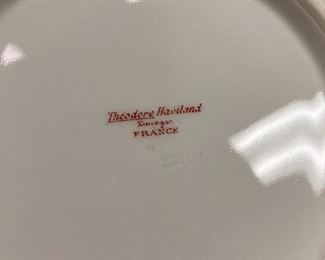 Theodore Haviland
Limoges
FRANCE